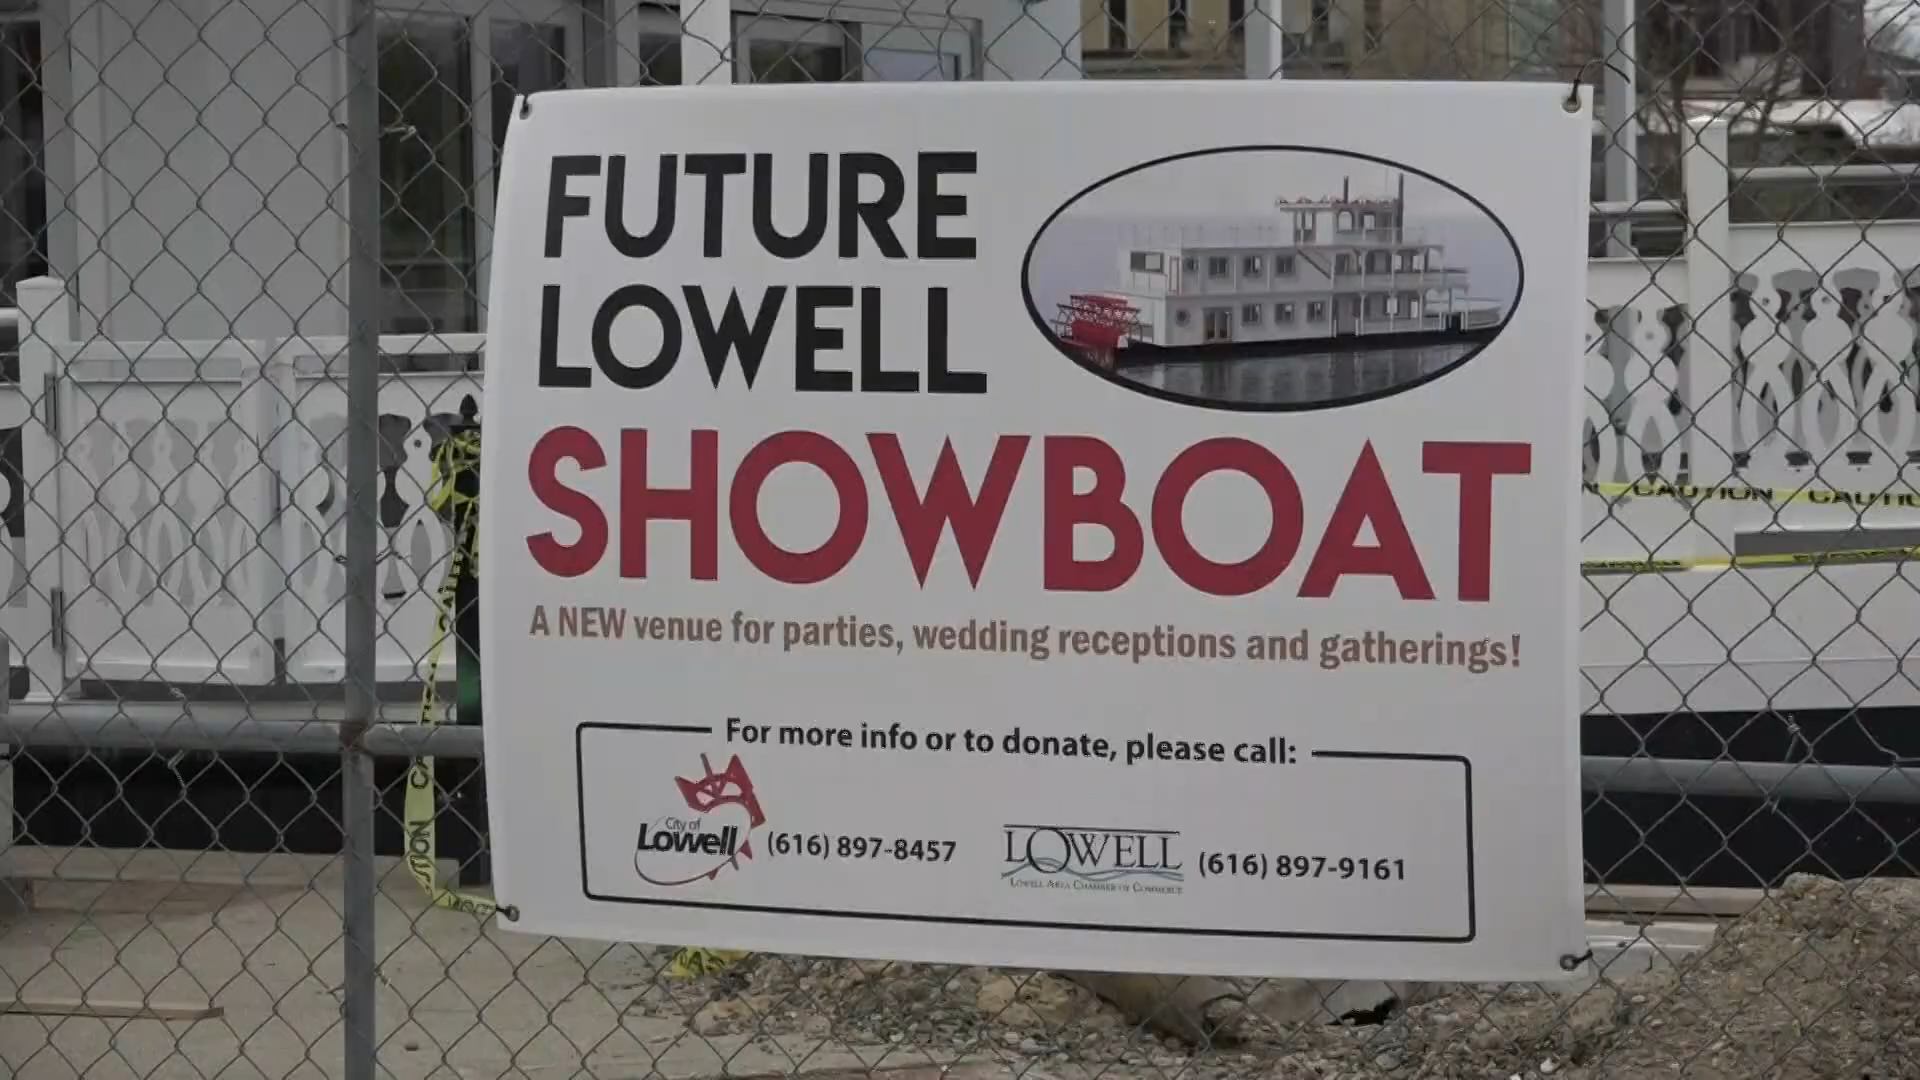 FUTURE
LOWELL
SHOWBOAT
A NEW venue for parties, wedding receptions and gatherings!
For more info or to donate, please call:
City of
Lowell
(616) 897-8457
LOWELL
LOWELL AREA CHAMBER OF COMMERCE
(616) 897-9161
CAUTION